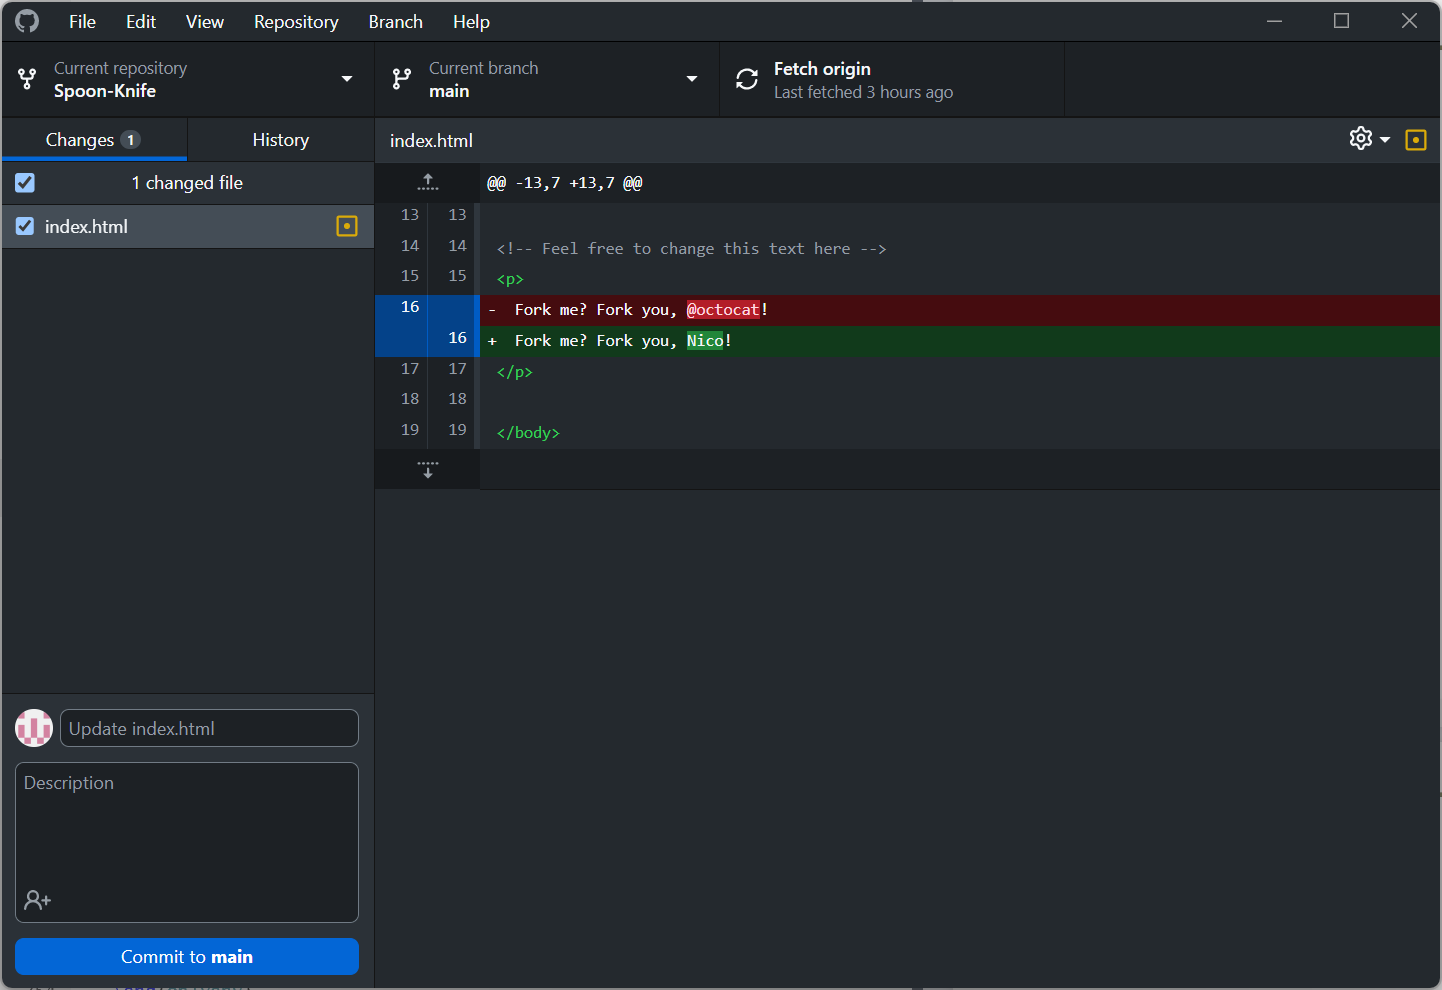 File Edit View Repository Branch Help
Current repository
Spoon-Knife
Current branch
main
Fetch origin
Last fetched 3 hours ago
Changes 1
History
1 changed file
index.html
index.html
@@ -13,7 +13,7 @@
13 13
14 14 <!-- Feel free to change this text here -->
15 15 <p>
16 - Fork me? Fork you, @octocat!
16 + Fork me? Fork you, Nico!
17 17 </p>
18 18
19 19 </body>
Update index.html
Description
Commit to main